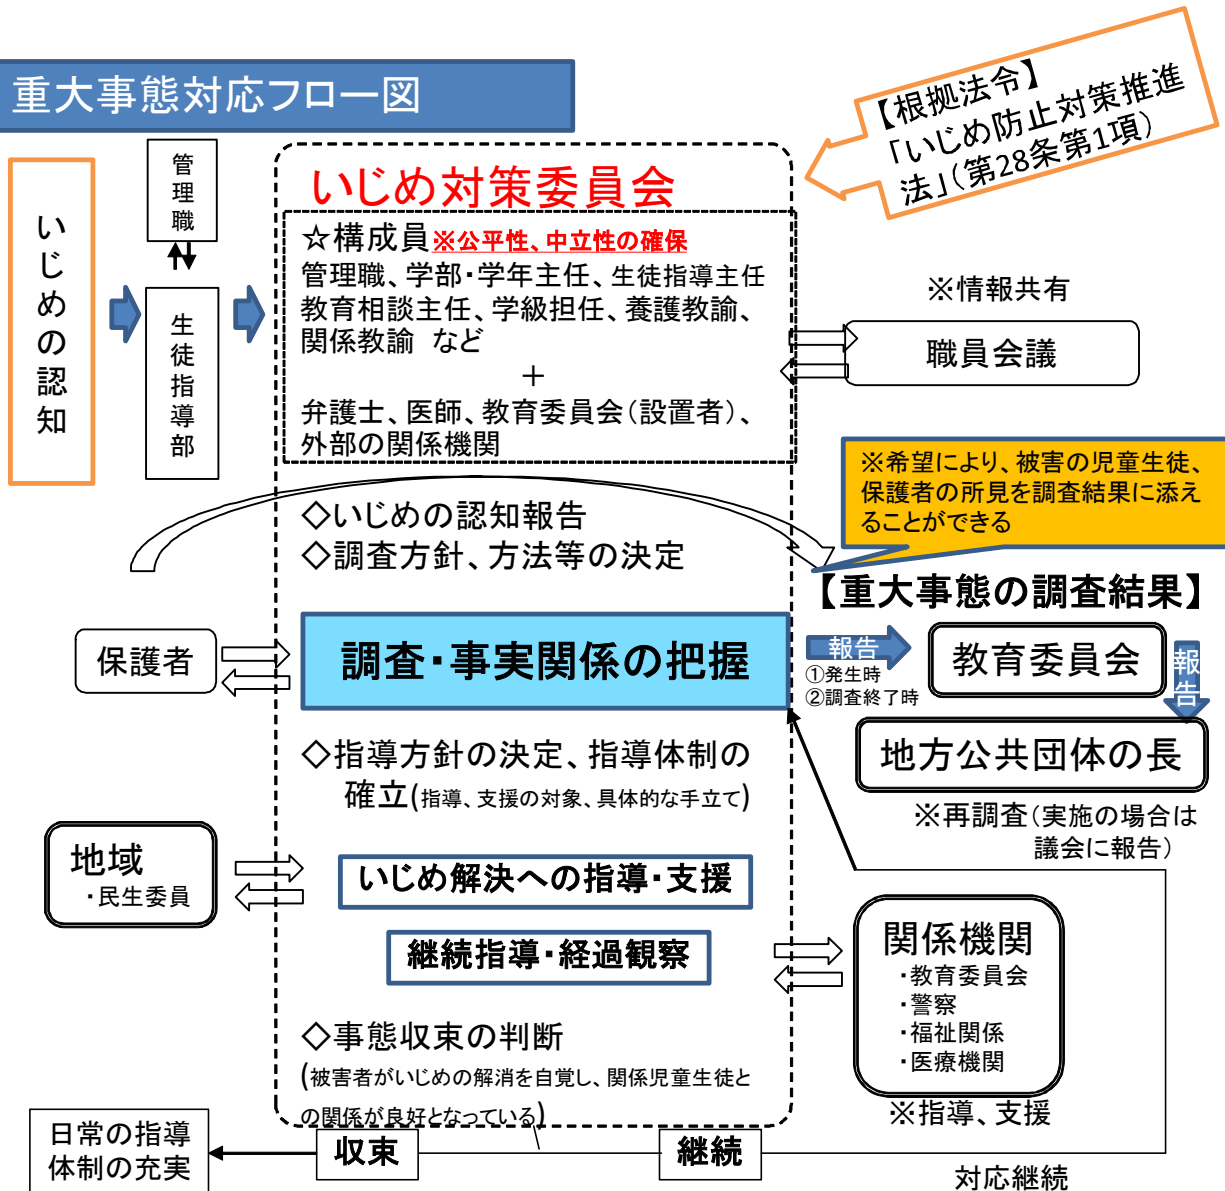 重大事態対応フロー図
【根拠法令】
「いじめ防止対策推進
法」(第28条第1項)
いじめの認知
管理職
生徒指導部
いじめ対策委員会
☆構成員※公平性、中立性の確保
管理職、学部・学年主任、生徒指導主任
教育相談主任、学級担任、養護教諭、
関係教諭 など
+
弁護士、医師、教育委員会(設置者)、
外部の関係機関
※情報共有
職員会議
※希望により、被害の児童生徒、
保護者の所見を調査結果に添え
ることができる
◇いじめの認知報告
◇調査方針、方法等の決定
【重大事態の調査結果】
保護者
調査・事実関係の把握
報告
①発生時
②調査終了時
教育委員会
報告
地方公共団体の長
※再調査(実施の場合は
議会に報告)
◇指導方針の決定、指導体制の
確立(指導、支援の対象、具体的な手立て)
地域
・民生委員
いじめ解決への指導・支援
継続指導・経過観察
関係機関
・教育委員会
・警察
・福祉関係
・医療機関
※指導、支援
◇事態収束の判断
(被害者がいじめの解消を自覚し、関係児童生徒と
の関係が良好となっている)
日常の指導
体制の充実
収束
継続
対応継続